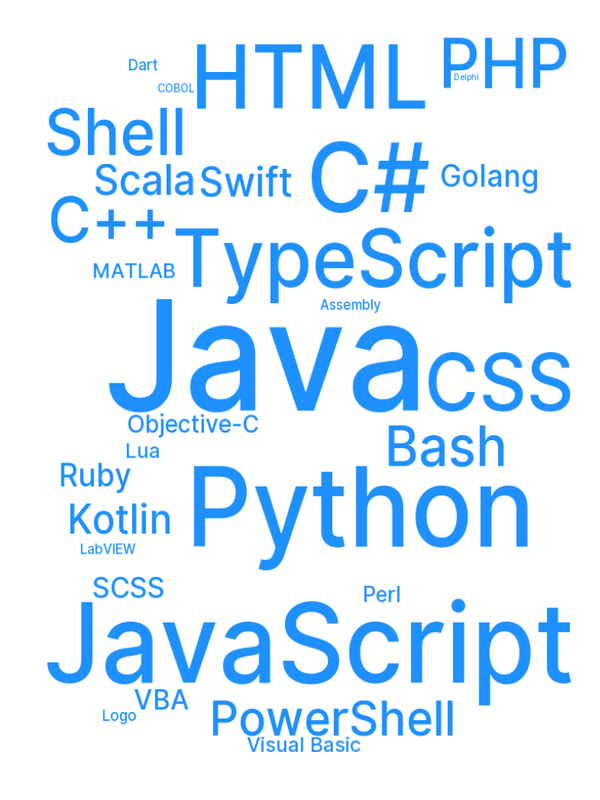 HTML
PHP
Dart
Delphi
COBOL
Shell
C#
Scala
Swift
Golang
C++
TypeScript
MATLAB
Assembly
Java
CSS
Objective-C
Bash
Lua
Ruby
Python
Kotlin
LabVIEW
SCSS
Perl
JavaScript
VBA
Logo
PowerShell
Visual Basic